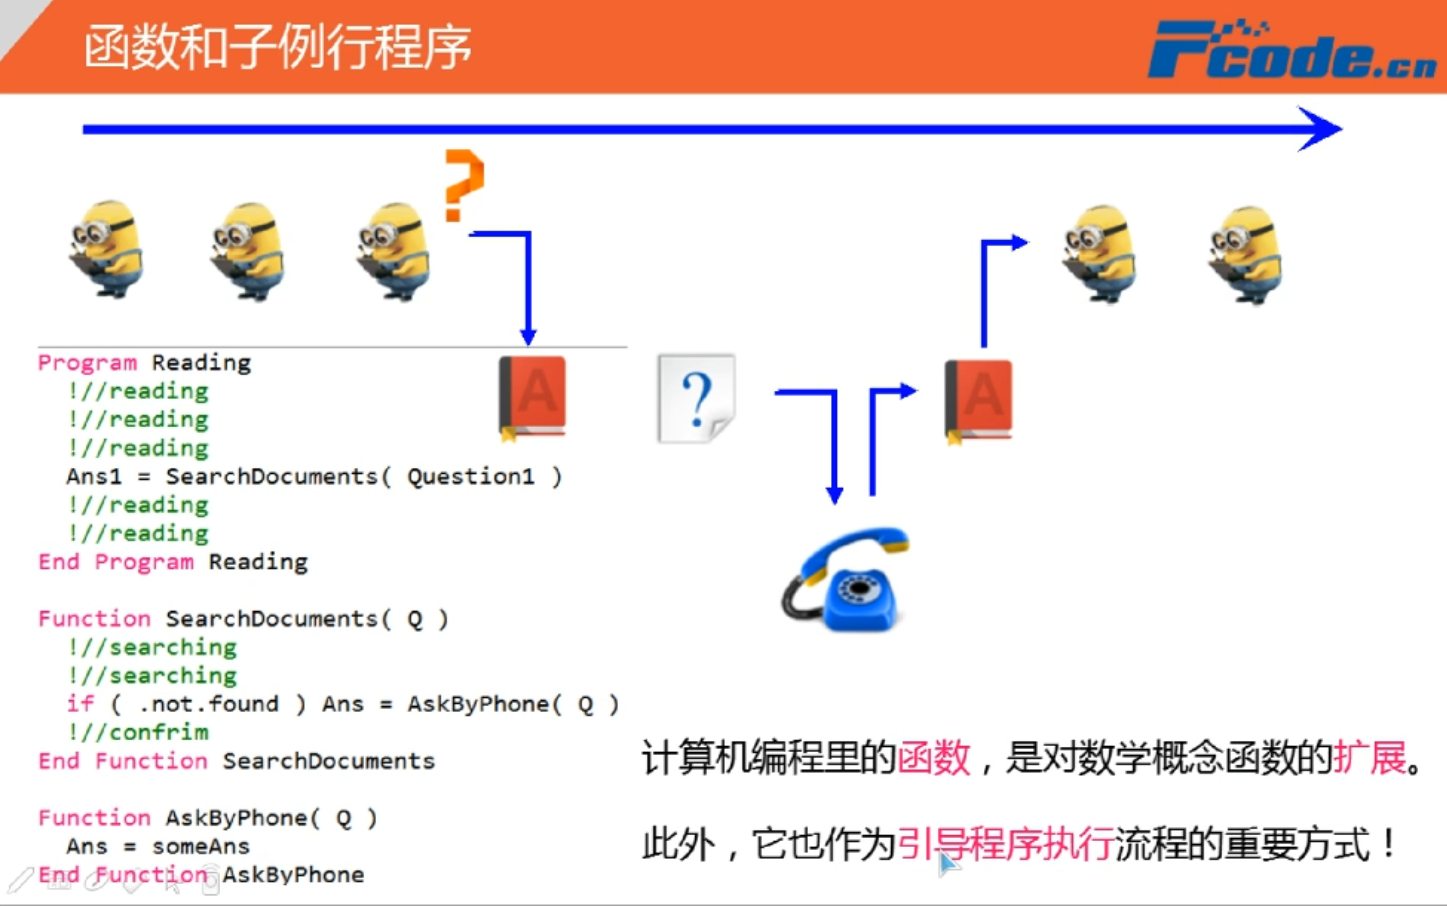 函数和子例行程序
Fcode.cn
?
Program Reading
!//reading
!//reading
!//reading
Ans1 = SearchDocuments( Question1 )
!//reading
!//reading
End Program Reading
Function SearchDocuments( Q )
!//searching
!//searching
if ( .not.found ) Ans = AskByPhone( Q )
!//confrim
End Function SearchDocuments
Function AskByPhone( Q )
Ans = someAns
End Function AskByPhone
A
?
A
计算机编程里的函数，是对数学概念函数的扩展。
此外，它也作为引导程序执行流程的重要方式！